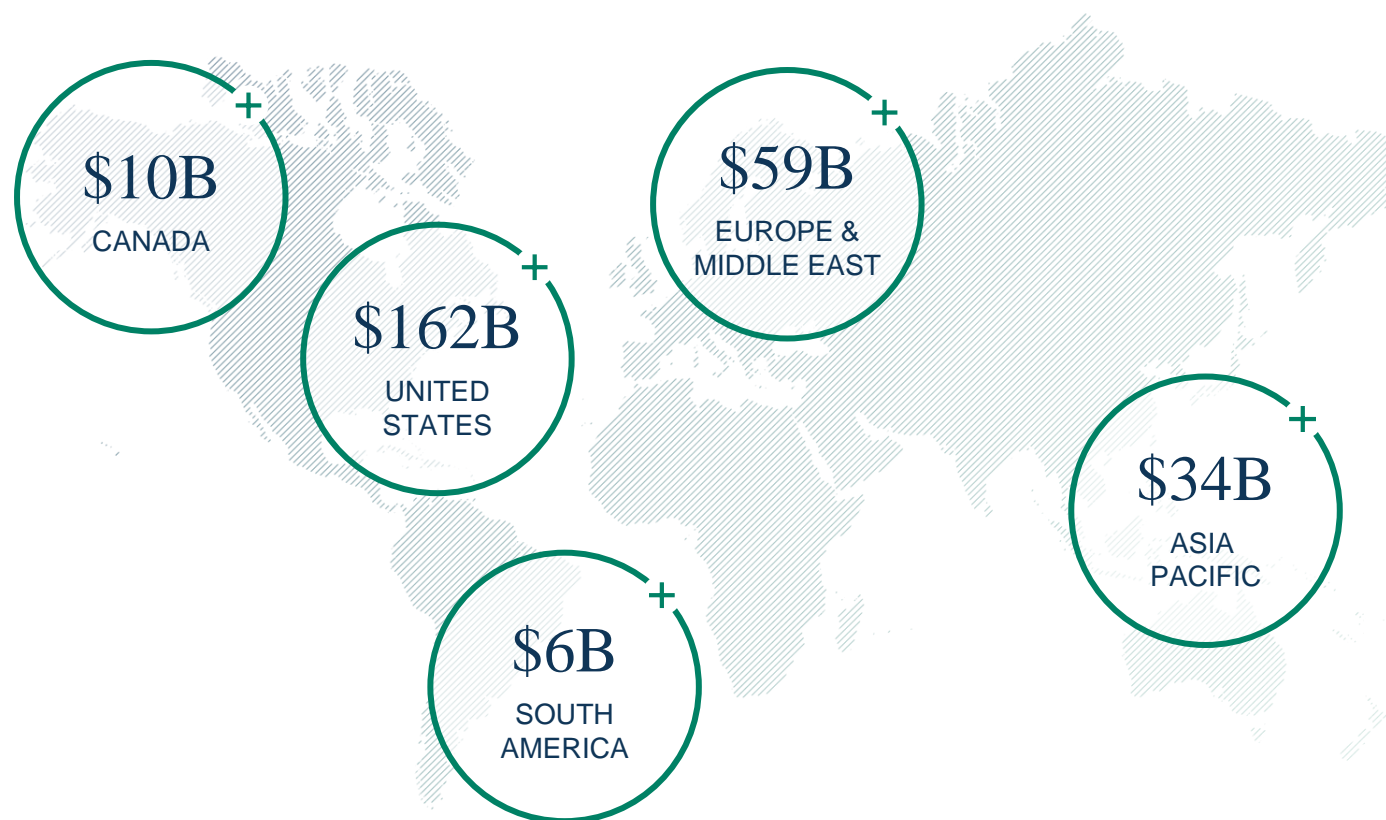 $10B
CANADA
$162B
UNITED
STATES
$59B
EUROPE &
MIDDLE EAST
$34B
ASIA
PACIFIC
$6B
SOUTH
AMERICA